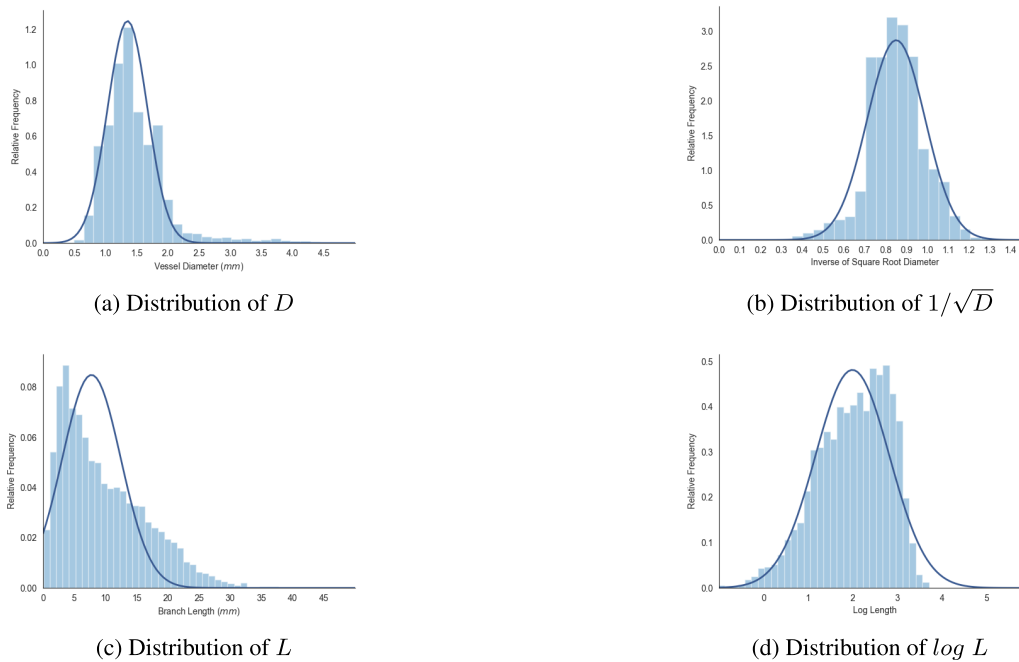 1.2
1.0
0.8
0.6
0.4
0.2
0.0
Relative Frequency
0.0 0.5 1.0 1.5 2.0 2.5 3.0 3.5 4.0 4.5
Vessel Diameter (mm)
(a) Distribution of D
3.0
2.5
2.0
1.5
1.0
0.5
0.0
Relative Frequency
0.0 0.1 0.2 0.3 0.4 0.5 0.6 0.7 0.8 0.9 1.0 1.1 1.2 1.3 1.4
Inverse of Square Root Diameter
(b) Distribution of 1/√D
0.08
0.06
0.04
0.02
0.00
Relative Frequency
0 5 10 15 20 25 30 35 40 45
Branch Length (mm)
(c) Distribution of L
0.5
0.4
0.3
0.2
0.1
0.0
Relative Frequency
0 1 2 3 4 5
Log Length
(d) Distribution of log L